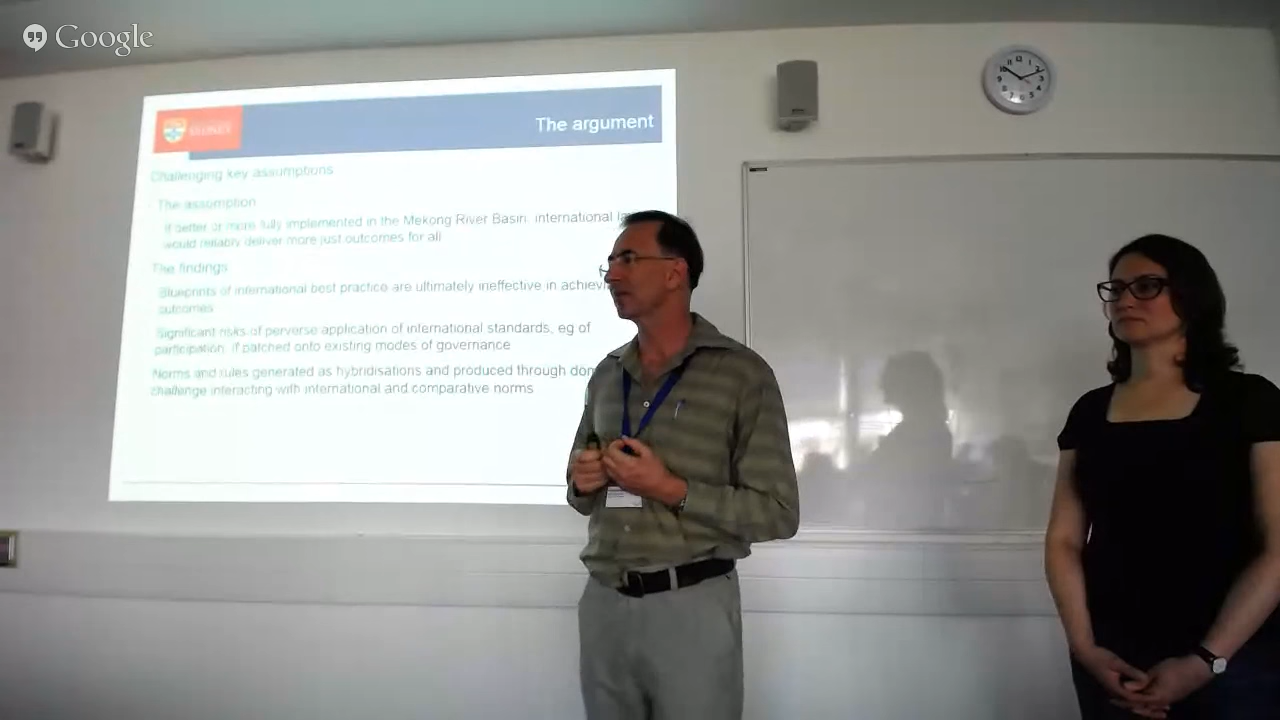 Google
SYDNEY
The argument
Challenging key assumptions
The assumption
If better or more fully implemented in the Mekong River Basin, international
would reliably deliver more just outcomes for all
The findings
Blueprints of international best practice are ultimately ineffective in
outcomes
Significant risks of perverse application of international standards, eg of
participation, if patched onto existing modes of governance
Norms and rules generated as hybridisations and produced through
challenge interacting with international and comparative norms